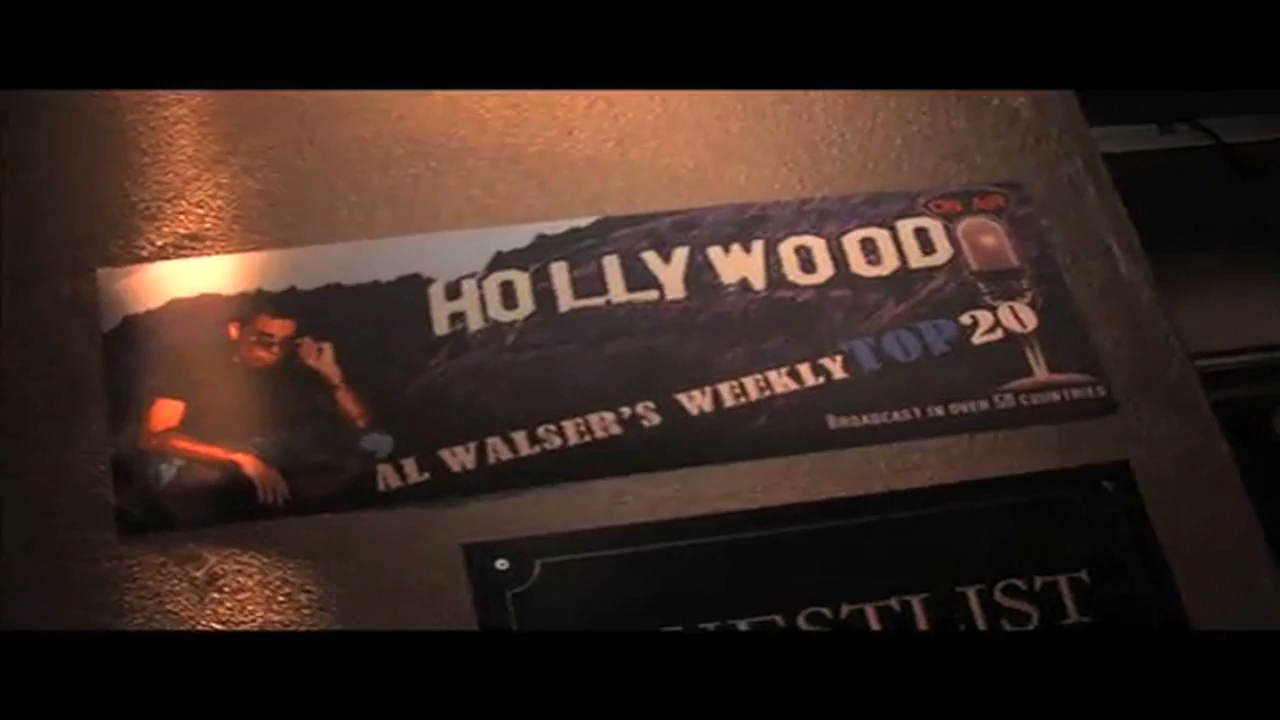 ON AIR
HOLLYWOOD
AL WALSER'S WEEKLY TOP 20
BROADCAST IN OVER 50 COUNTRIES